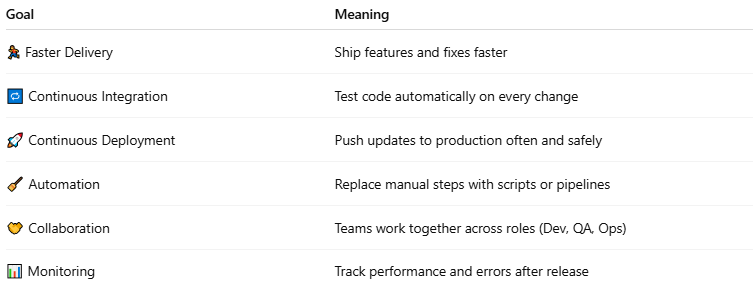 Goal Meaning
🏃 Faster Delivery Ship features and fixes faster
🔁 Continuous Integration Test code automatically on every change
🚀 Continuous Deployment Push updates to production often and safely
🧹 Automation Replace manual steps with scripts or pipelines
🤝 Collaboration Teams work together across roles (Dev, QA, Ops)
📊 Monitoring Track performance and errors after release